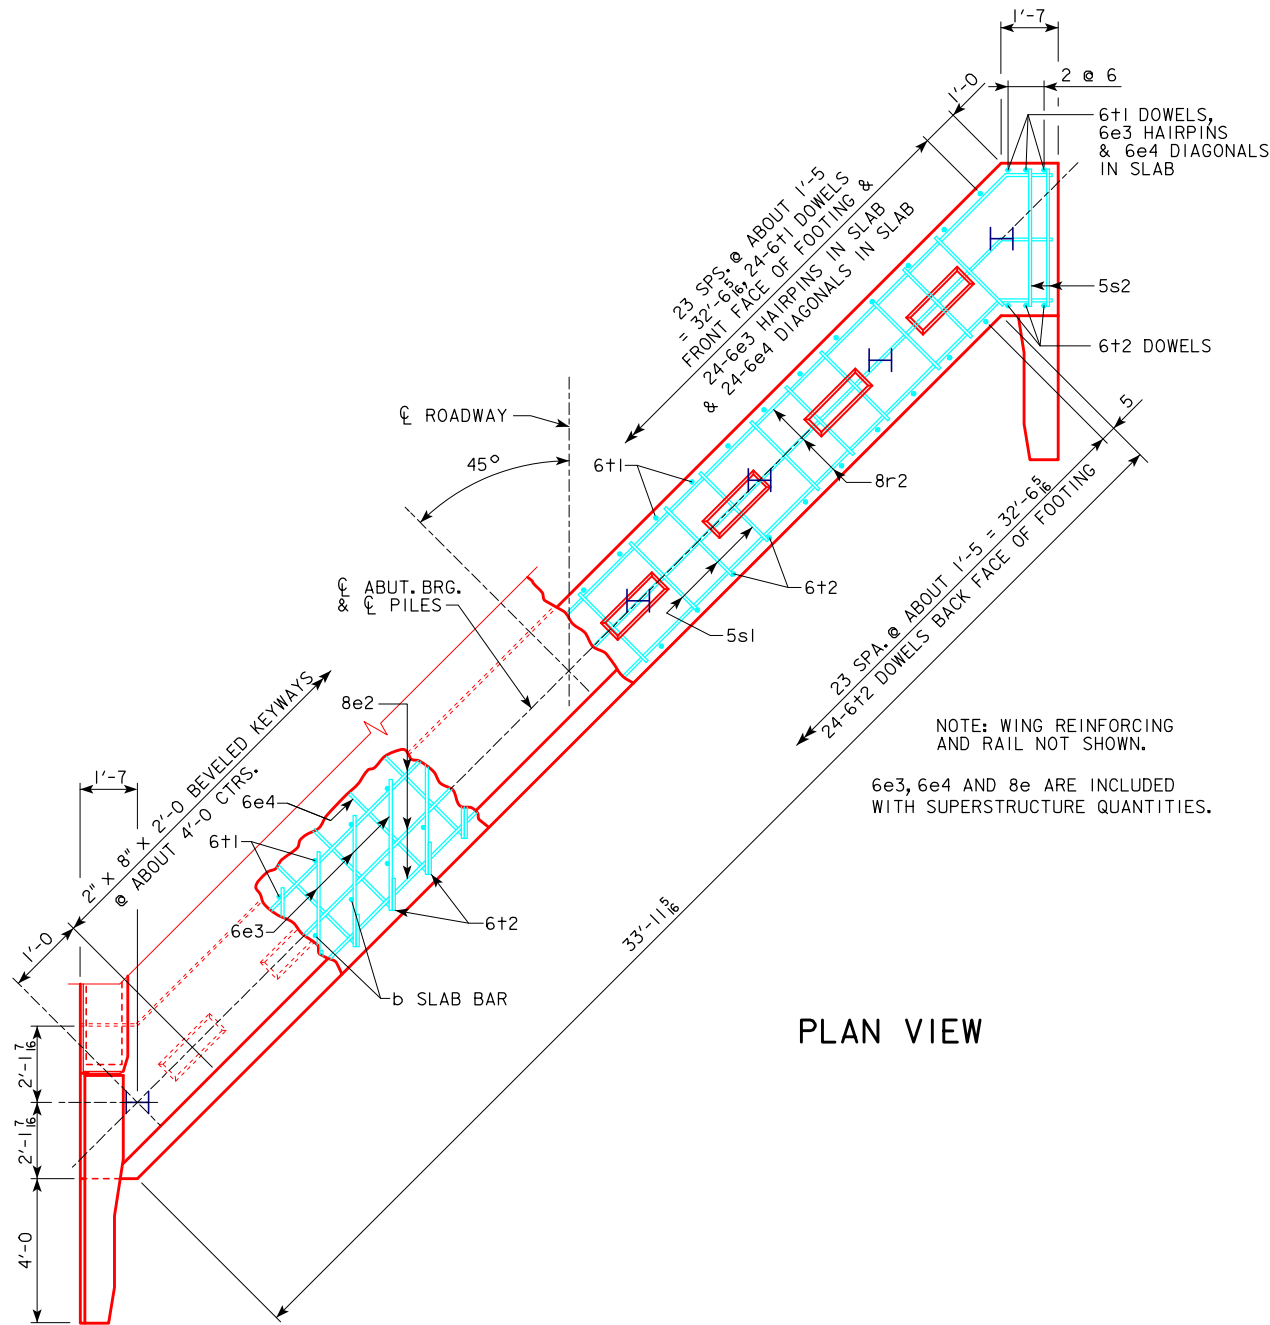 1'-7
2 @ 6
1'-0
6t1 DOWELS,
6e3 HAIRPINS
& 6e4 DIAGONALS
IN SLAB
23 SPS. @ ABOUT 1'-5
= 32'-6 5/16, 24-6t1 DOWELS
FRONT FACE OF FOOTING &
24-6e3 HAIRPINS IN SLAB
& 24-6e4 DIAGONALS IN SLAB
5s2
6t2 DOWELS
℄ ROADWAY
45°
6t1
8r2
5
℄ ABUT. BRG.
& ℄ PILES
6t2
5s1
23 SPA. @ ABOUT 1'-5 = 32'-6 5/16
24-6t2 DOWELS BACK FACE OF FOOTING
8e2
NOTE: WING REINFORCING
AND RAIL NOT SHOWN.
6e3, 6e4 AND 8e ARE INCLUDED
WITH SUPERSTRUCTURE QUANTITIES.
1'-7
2" X 8" X 2'-0 BEVELED KEYWAYS
@ ABOUT 4'-0 CTRS.
6e4
6t1
6e3
6t2
33'-11 5/16
1'-0
b SLAB BAR
PLAN VIEW
2'-1 7/16
2'-1 7/16
4'-0